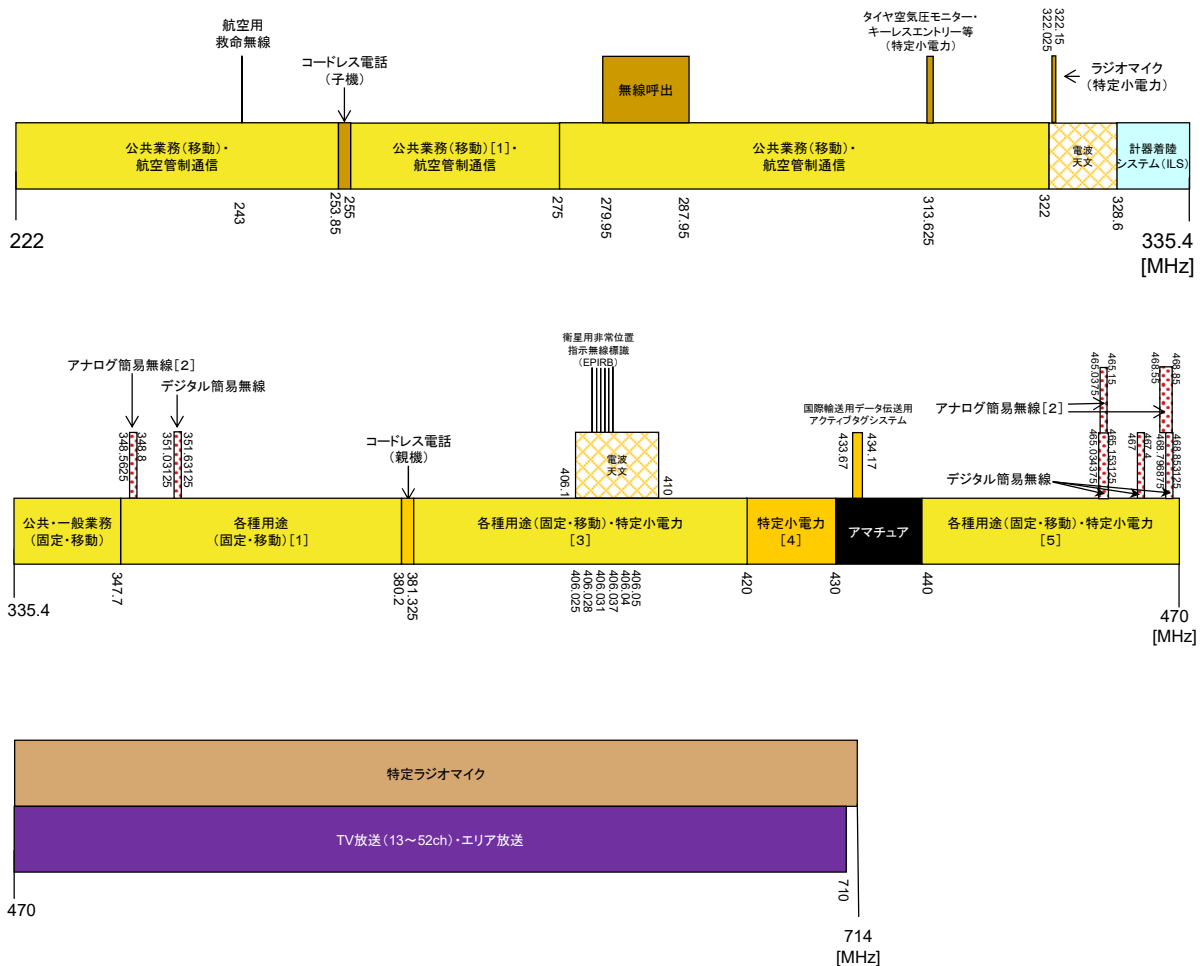 航空用
救命無線
コードレス電話
(子機)
無線呼出
タイヤ空気圧モニター・
キーレスエントリー等
(特定小電力)
322.15
322.025
ラジオマイク
(特定小電力)
公共業務(移動)・
航空管制通信
公共業務(移動)[1]・
航空管制通信
公共業務(移動)・
航空管制通信
電波
天文
計器着陸
システム(ILS)
222
243
253.85
255
275
279.95
287.95
313.625
322
328.6
335.4
[MHz]
アナログ簡易無線[2]
デジタル簡易無線
348.8
348.5625
351.63125
351.03125
コードレス電話
(親機)
衛星用非常位置
指示無線標識
(EPIRB)
電波
天文
406.1
410
国際輸送用データ伝送用
アクティブタグシステム
434.17
433.67
アナログ簡易無線[2]
465.15
465.0375
468.85
468.55
デジタル簡易無線
465.153125
465.034375
467.4
467
468.853125
468.796875
公共・一般業務
(固定・移動)
各種用途
(固定・移動)[1]
各種用途(固定・移動)・特定小電力
[3]
特定小電力
[4]
アマチュア
各種用途(固定・移動)・特定小電力
[5]
335.4
347.7
380.2
381.325
406.05
406.04
406.037
406.031
406.028
406.025
420
430
440
470
[MHz]
特定ラジオマイク
TV放送(13～52ch)・エリア放送
470
710
714
[MHz]